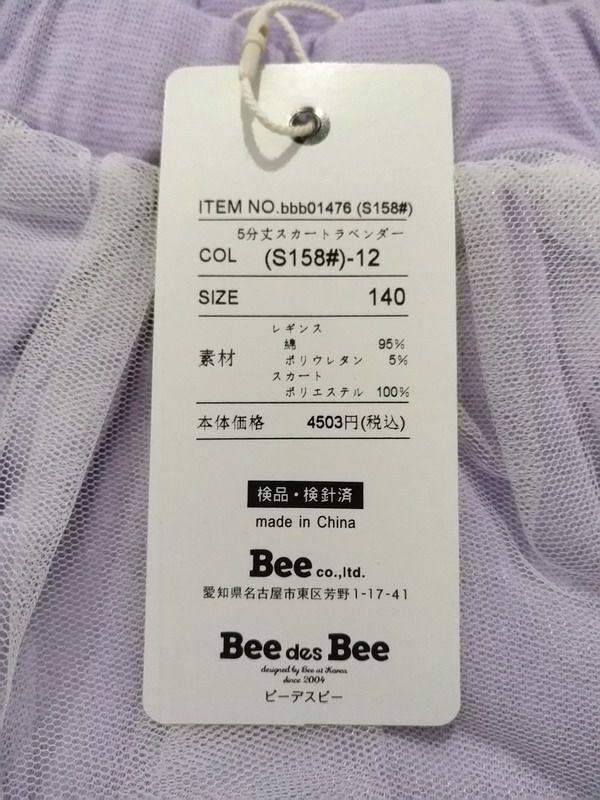 ITEM NO.bbb01476 (S158#)
5分丈スカートラベンダー
COL (S158#)-12
SIZE 140
レギンス
綿 95%
素材 ポリウレタン 5%
スカート
ポリエステル 100%
本体価格 4503円(税込)
検品・検針済
made in China
Bee co.,ltd.
愛知県名古屋市東区芳野1-17-41
Bee des Bee
designed by Bee at Korea
since 2004
ビーデスビー